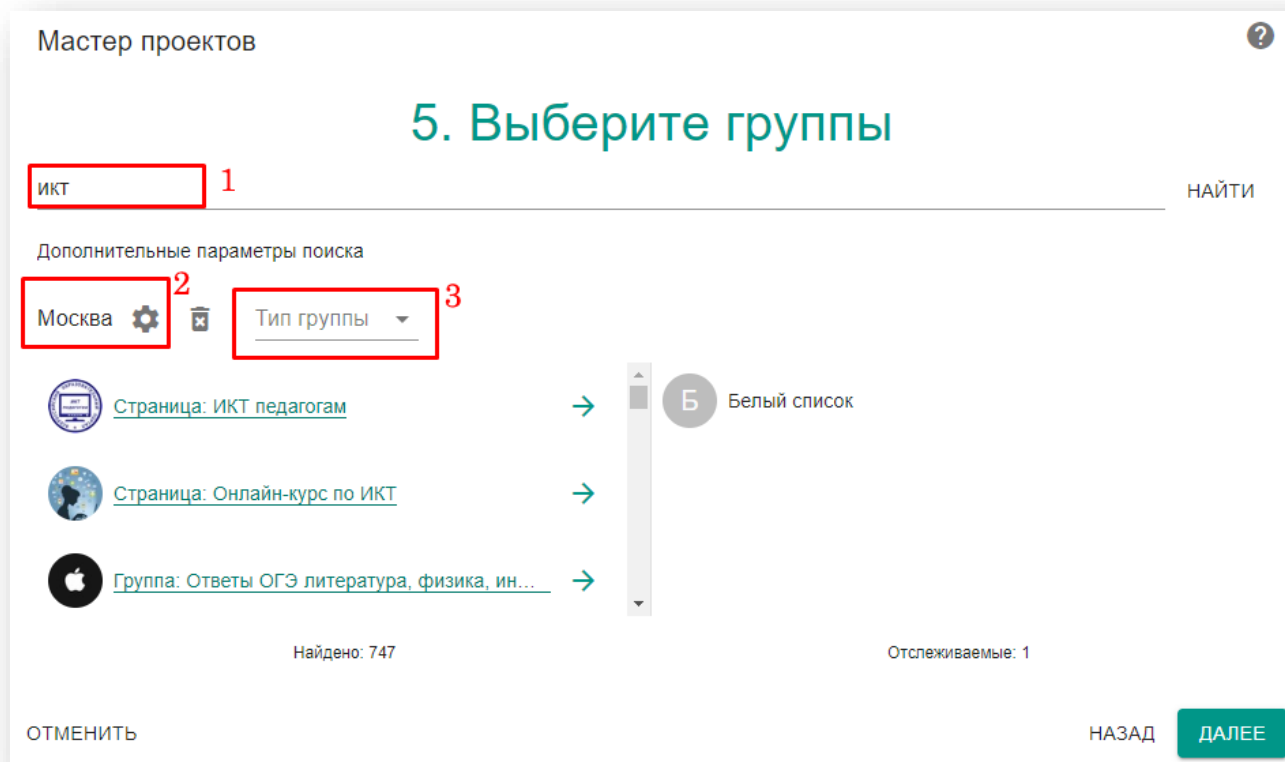 Мастер проектов
5. Выберите группы
икт 1 НАЙТИ
Дополнительные параметры поиска
2
Москва Тип группы 3
Страница: ИКТ педагогам
Б Белый список
Страница: Онлайн-курс по ИКТ
Группа: Ответы ОГЭ литература, физика, ин...
Найдено: 747 Отслеживаемые: 1
ОТМЕНИТЬ НАЗАД ДАЛЕЕ